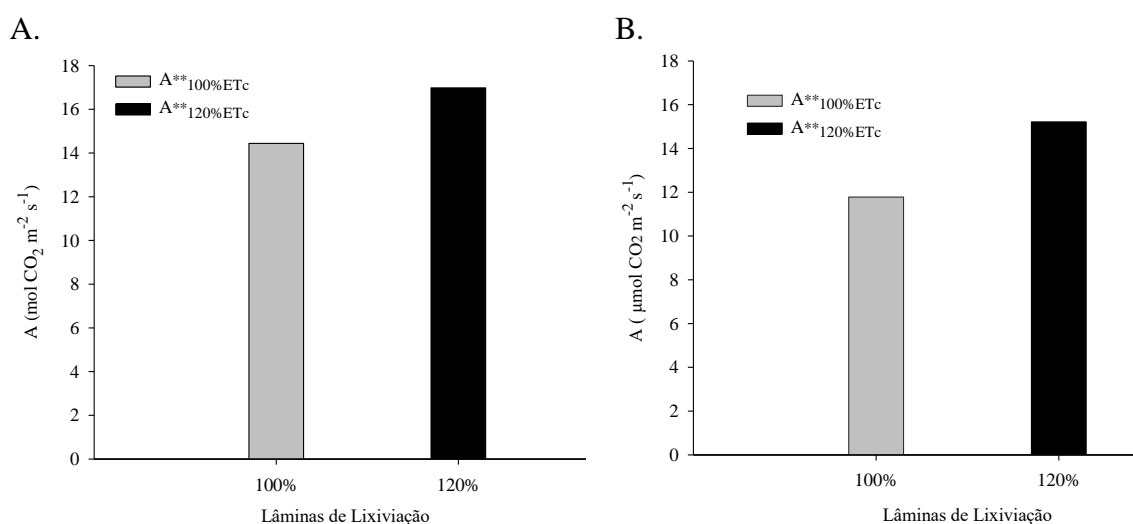 A.
18
16
14
12
10
8
6
4
2
0
A (mol CO₂ m⁻² s⁻¹)
A**100%ETc
A**120%ETc
100%
120%
Lâminas de Lixiviação
B.
18
16
14
12
10
8
6
4
2
0
A ( µmol CO2 m⁻² s⁻¹)
A**100%ETc
A**120%ETc
100%
120%
Lâminas de Lixiviação